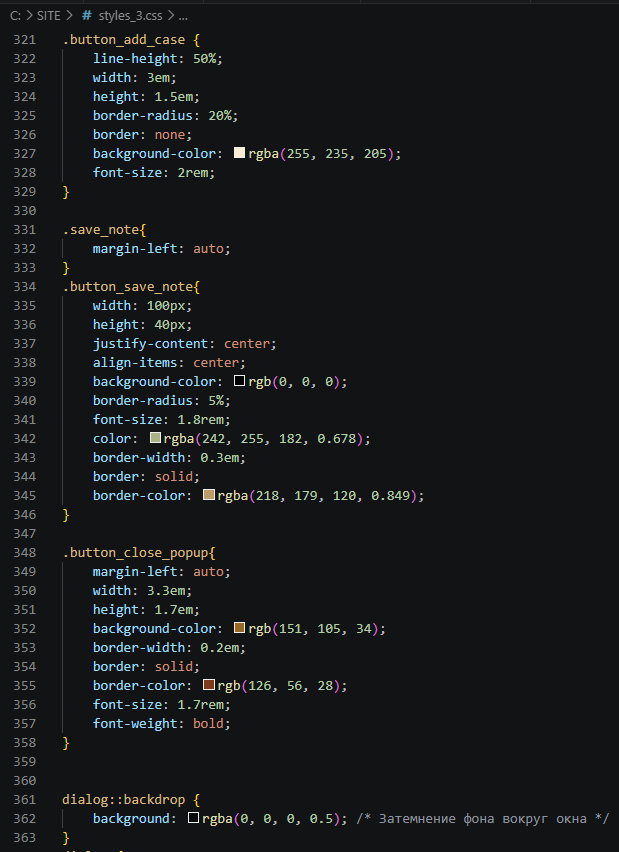 C: > SITE > # styles_3.css > ...
321 .button_add_case {
322 line-height: 50%;
323 width: 3em;
324 height: 1.5em;
325 border-radius: 20%;
326 border: none;
327 background-color: rgba(255, 235, 205);
328 font-size: 2rem;
329 }
330
331 .save_note{
332 margin-left: auto;
333 }
334 .button_save_note{
335 width: 100px;
336 height: 40px;
337 justify-content: center;
338 align-items: center;
339 background-color: rgb(0, 0, 0);
340 border-radius: 5%;
341 font-size: 1.8rem;
342 color: rgba(242, 255, 182, 0.678);
343 border-width: 0.3em;
344 border: solid;
345 border-color: rgba(218, 179, 120, 0.849);
346 }
347
348 .button_close_popup{
349 margin-left: auto;
350 width: 3.3em;
351 height: 1.7em;
352 background-color: rgb(151, 105, 34);
353 border-width: 0.2em;
354 border: solid;
355 border-color: rgb(126, 56, 28);
356 font-size: 1.7rem;
357 font-weight: bold;
358 }
359
360
361 dialog::backdrop {
362 background: rgba(0, 0, 0, 0.5); /* Затемнение фона вокруг окна */
363 }